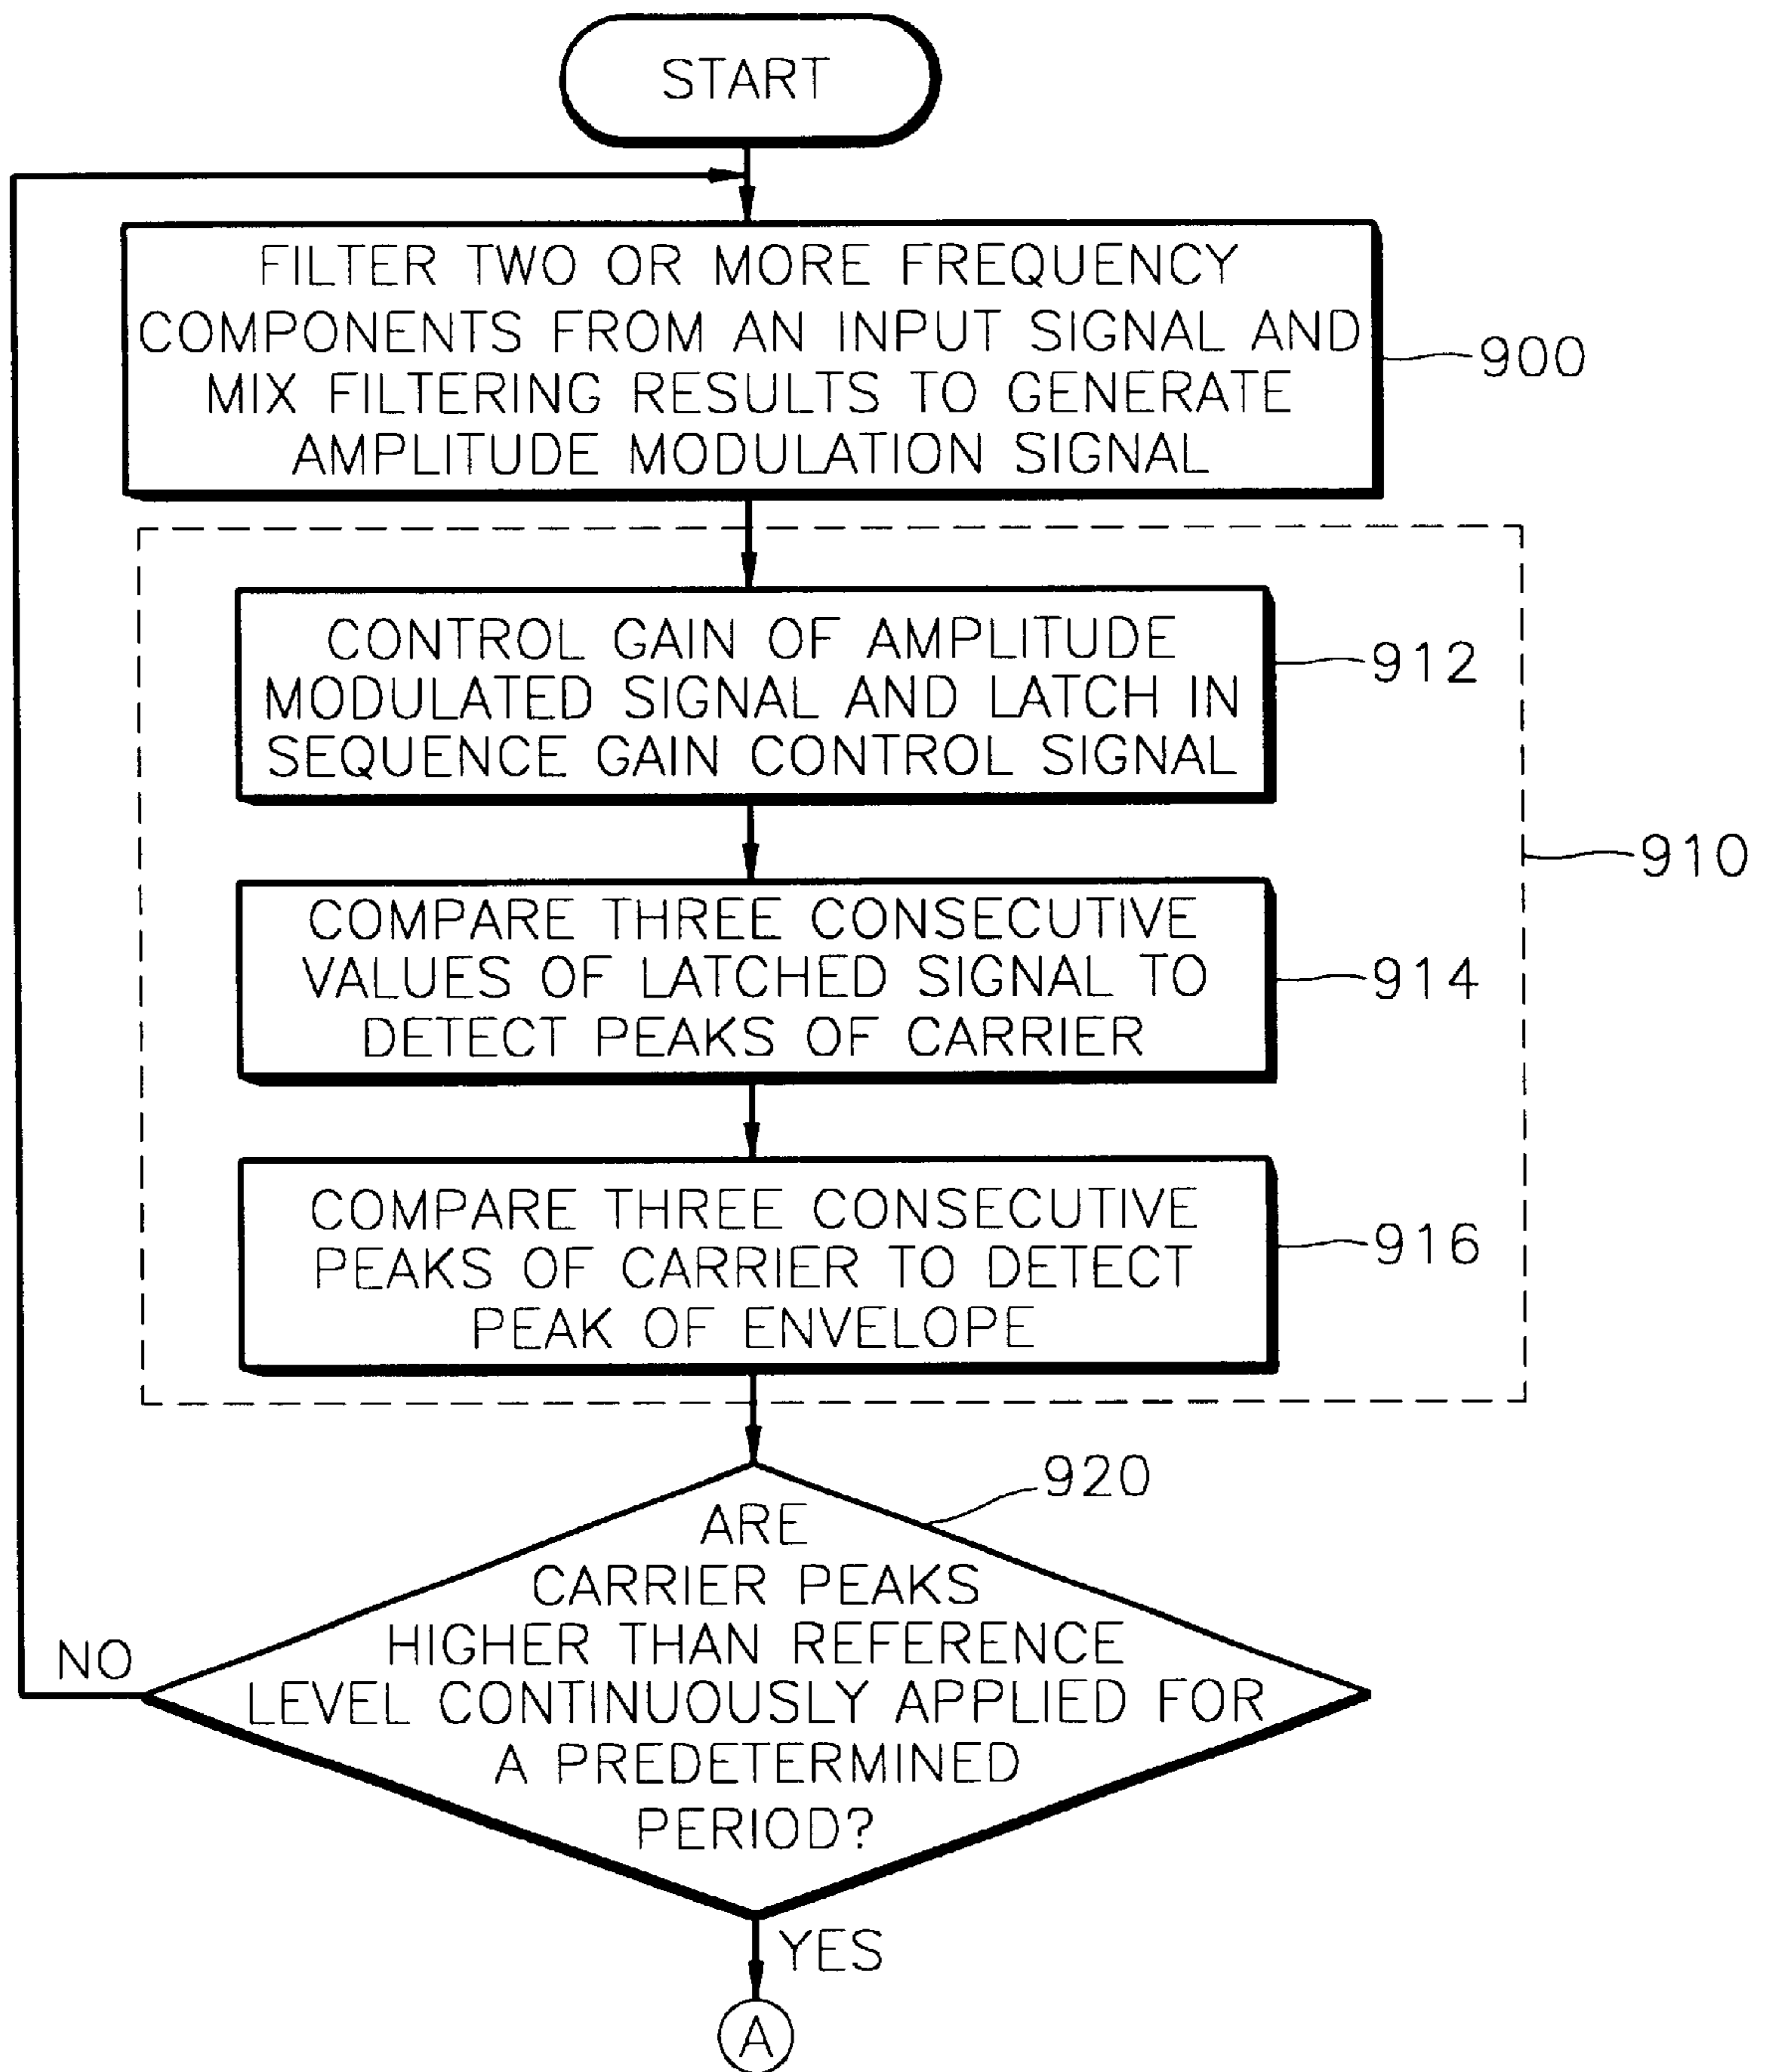 START
FILTER TWO OR MORE FREQUENCY
COMPONENTS FROM AN INPUT SIGNAL AND
MIX FILTERING RESULTS TO GENERATE
AMPLITUDE MODULATION SIGNAL
900
CONTROL GAIN OF AMPLITUDE
MODULATED SIGNAL AND LATCH IN
SEQUENCE GAIN CONTROL SIGNAL
912
910
COMPARE THREE CONSECUTIVE
VALUES OF LATCHED SIGNAL TO
DETECT PEAKS OF CARRIER
914
COMPARE THREE CONSECUTIVE
PEAKS OF CARRIER TO DETECT
PEAK OF ENVELOPE
916
920
ARE
CARRIER PEAKS
HIGHER THAN REFERENCE
LEVEL CONTINUOUSLY APPLIED FOR
A PREDETERMINED
PERIOD?
NO
YES
A